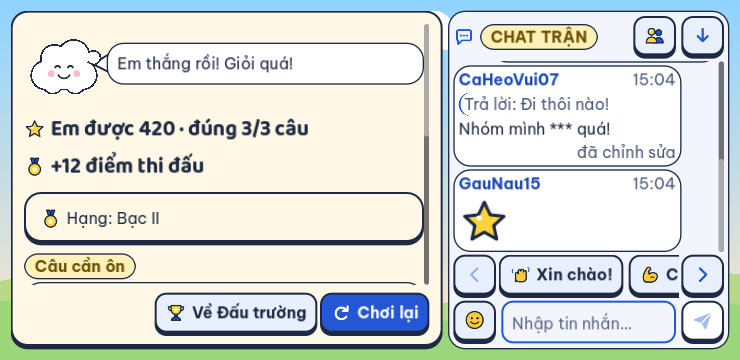 Em thắng rồi! Giỏi quá!
Em được 420 · đúng 3/3 câu
+12 điểm thi đấu
Hạng: Bạc II
Câu cần ôn
Về Đấu trường
Chơi lại
CHAT TRẬN
CaHeoVui07 15:04
Trả lời: Đi thôi nào!
Nhóm mình *** quá!
đã chỉnh sửa
GauNau15 15:04
Xin chào!
C
Nhập tin nhắn...